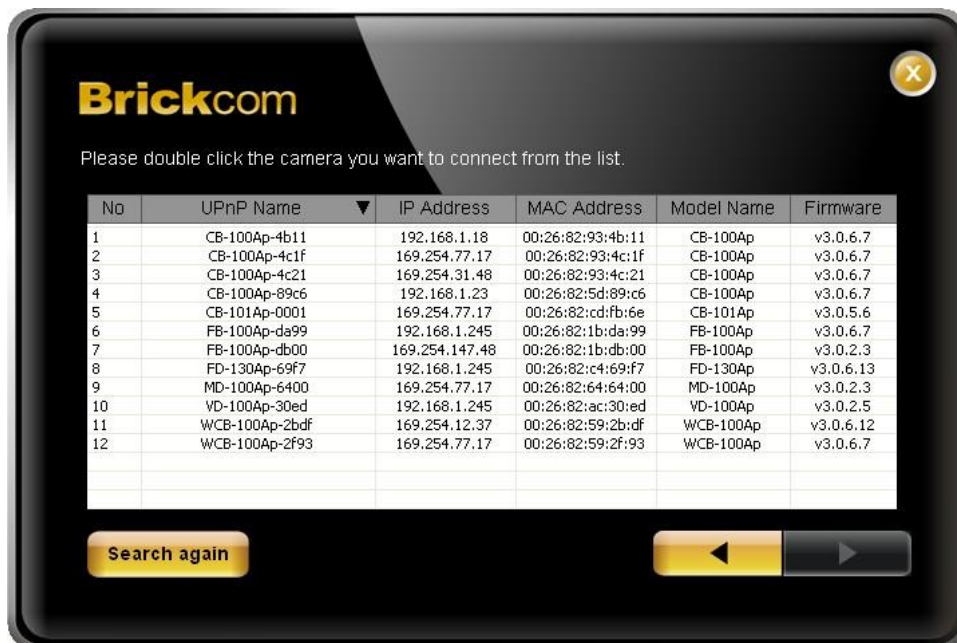 Brickcom
Please double click the camera you want to connect from the list.
No UPnP Name ▼ IP Address MAC Address Model Name Firmware
1 CB-100Ap-4b11 192.168.1.18 00:26:82:93:4b:11 CB-100Ap v3.0.6.7
2 CB-100Ap-4c1f 169.254.77.17 00:26:82:93:4c:1f CB-100Ap v3.0.6.7
3 CB-100Ap-4c21 169.254.31.48 00:26:82:93:4c:21 CB-100Ap v3.0.6.7
4 CB-100Ap-89c6 192.168.1.23 00:26:82:5d:89:c6 CB-100Ap v3.0.6.7
5 CB-101Ap-0001 169.254.77.17 00:26:82:cd:fb:6e CB-101Ap v3.0.5.6
6 FB-100Ap-da99 192.168.1.245 00:26:82:1b:da:99 FB-100Ap v3.0.6.7
7 FB-100Ap-db00 169.254.147.48 00:26:82:1b:db:00 FB-100Ap v3.0.2.3
8 FD-130Ap-69f7 192.168.1.245 00:26:82:c4:69:f7 FD-130Ap v3.0.6.13
9 MD-100Ap-6400 169.254.77.17 00:26:82:64:64:00 MD-100Ap v3.0.2.3
10 VD-100Ap-30ed 192.168.1.245 00:26:82:ac:30:ed VD-100Ap v3.0.2.5
11 WCB-100Ap-2bdf 169.254.12.37 00:26:82:59:2b:df WCB-100Ap v3.0.6.12
12 WCB-100Ap-2f93 169.254.77.17 00:26:82:59:2f:93 WCB-100Ap v3.0.6.7
Search again